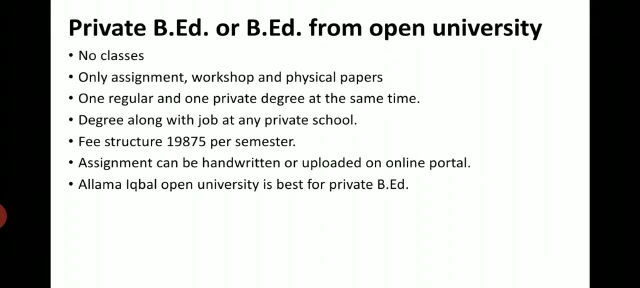 Private B.Ed. or B.Ed. from open university
• No classes
• Only assignment, workshop and physical papers
• One regular and one private degree at the same time.
• Degree along with job at any private school.
• Fee structure 19875 per semester.
• Assignment can be handwritten or uploaded on online portal.
• Allama Iqbal open university is best for private B.Ed.